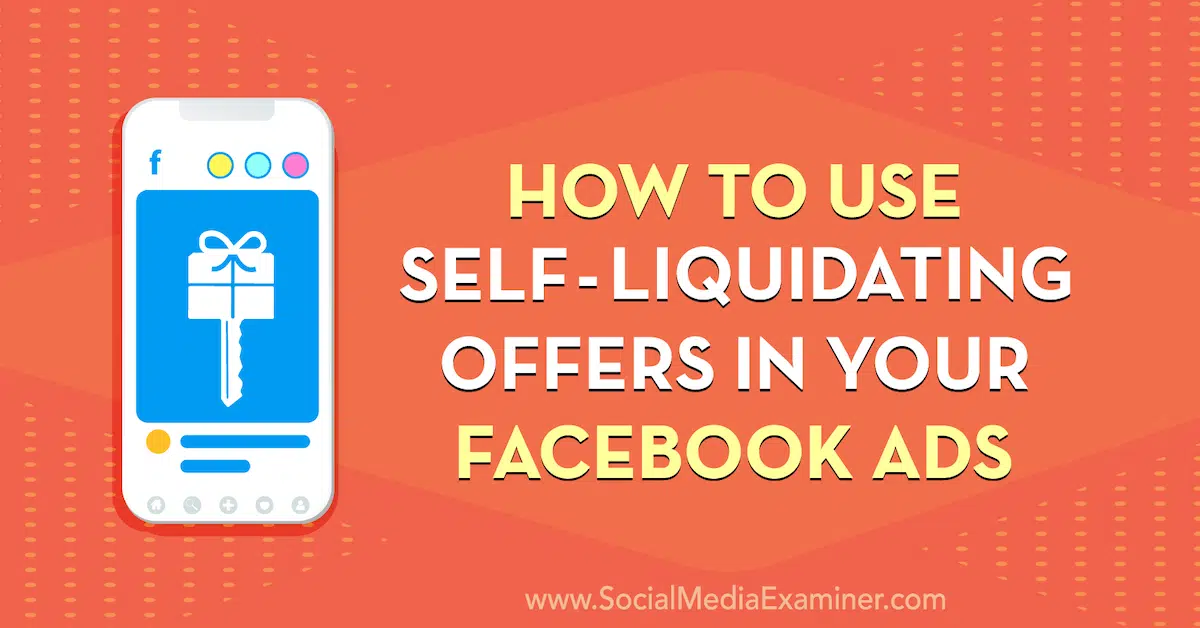 f
HOW TO USE
SELF-LIQUIDATING
OFFERS IN YOUR
FACEBOOK ADS
www.SocialMediaExaminer.com